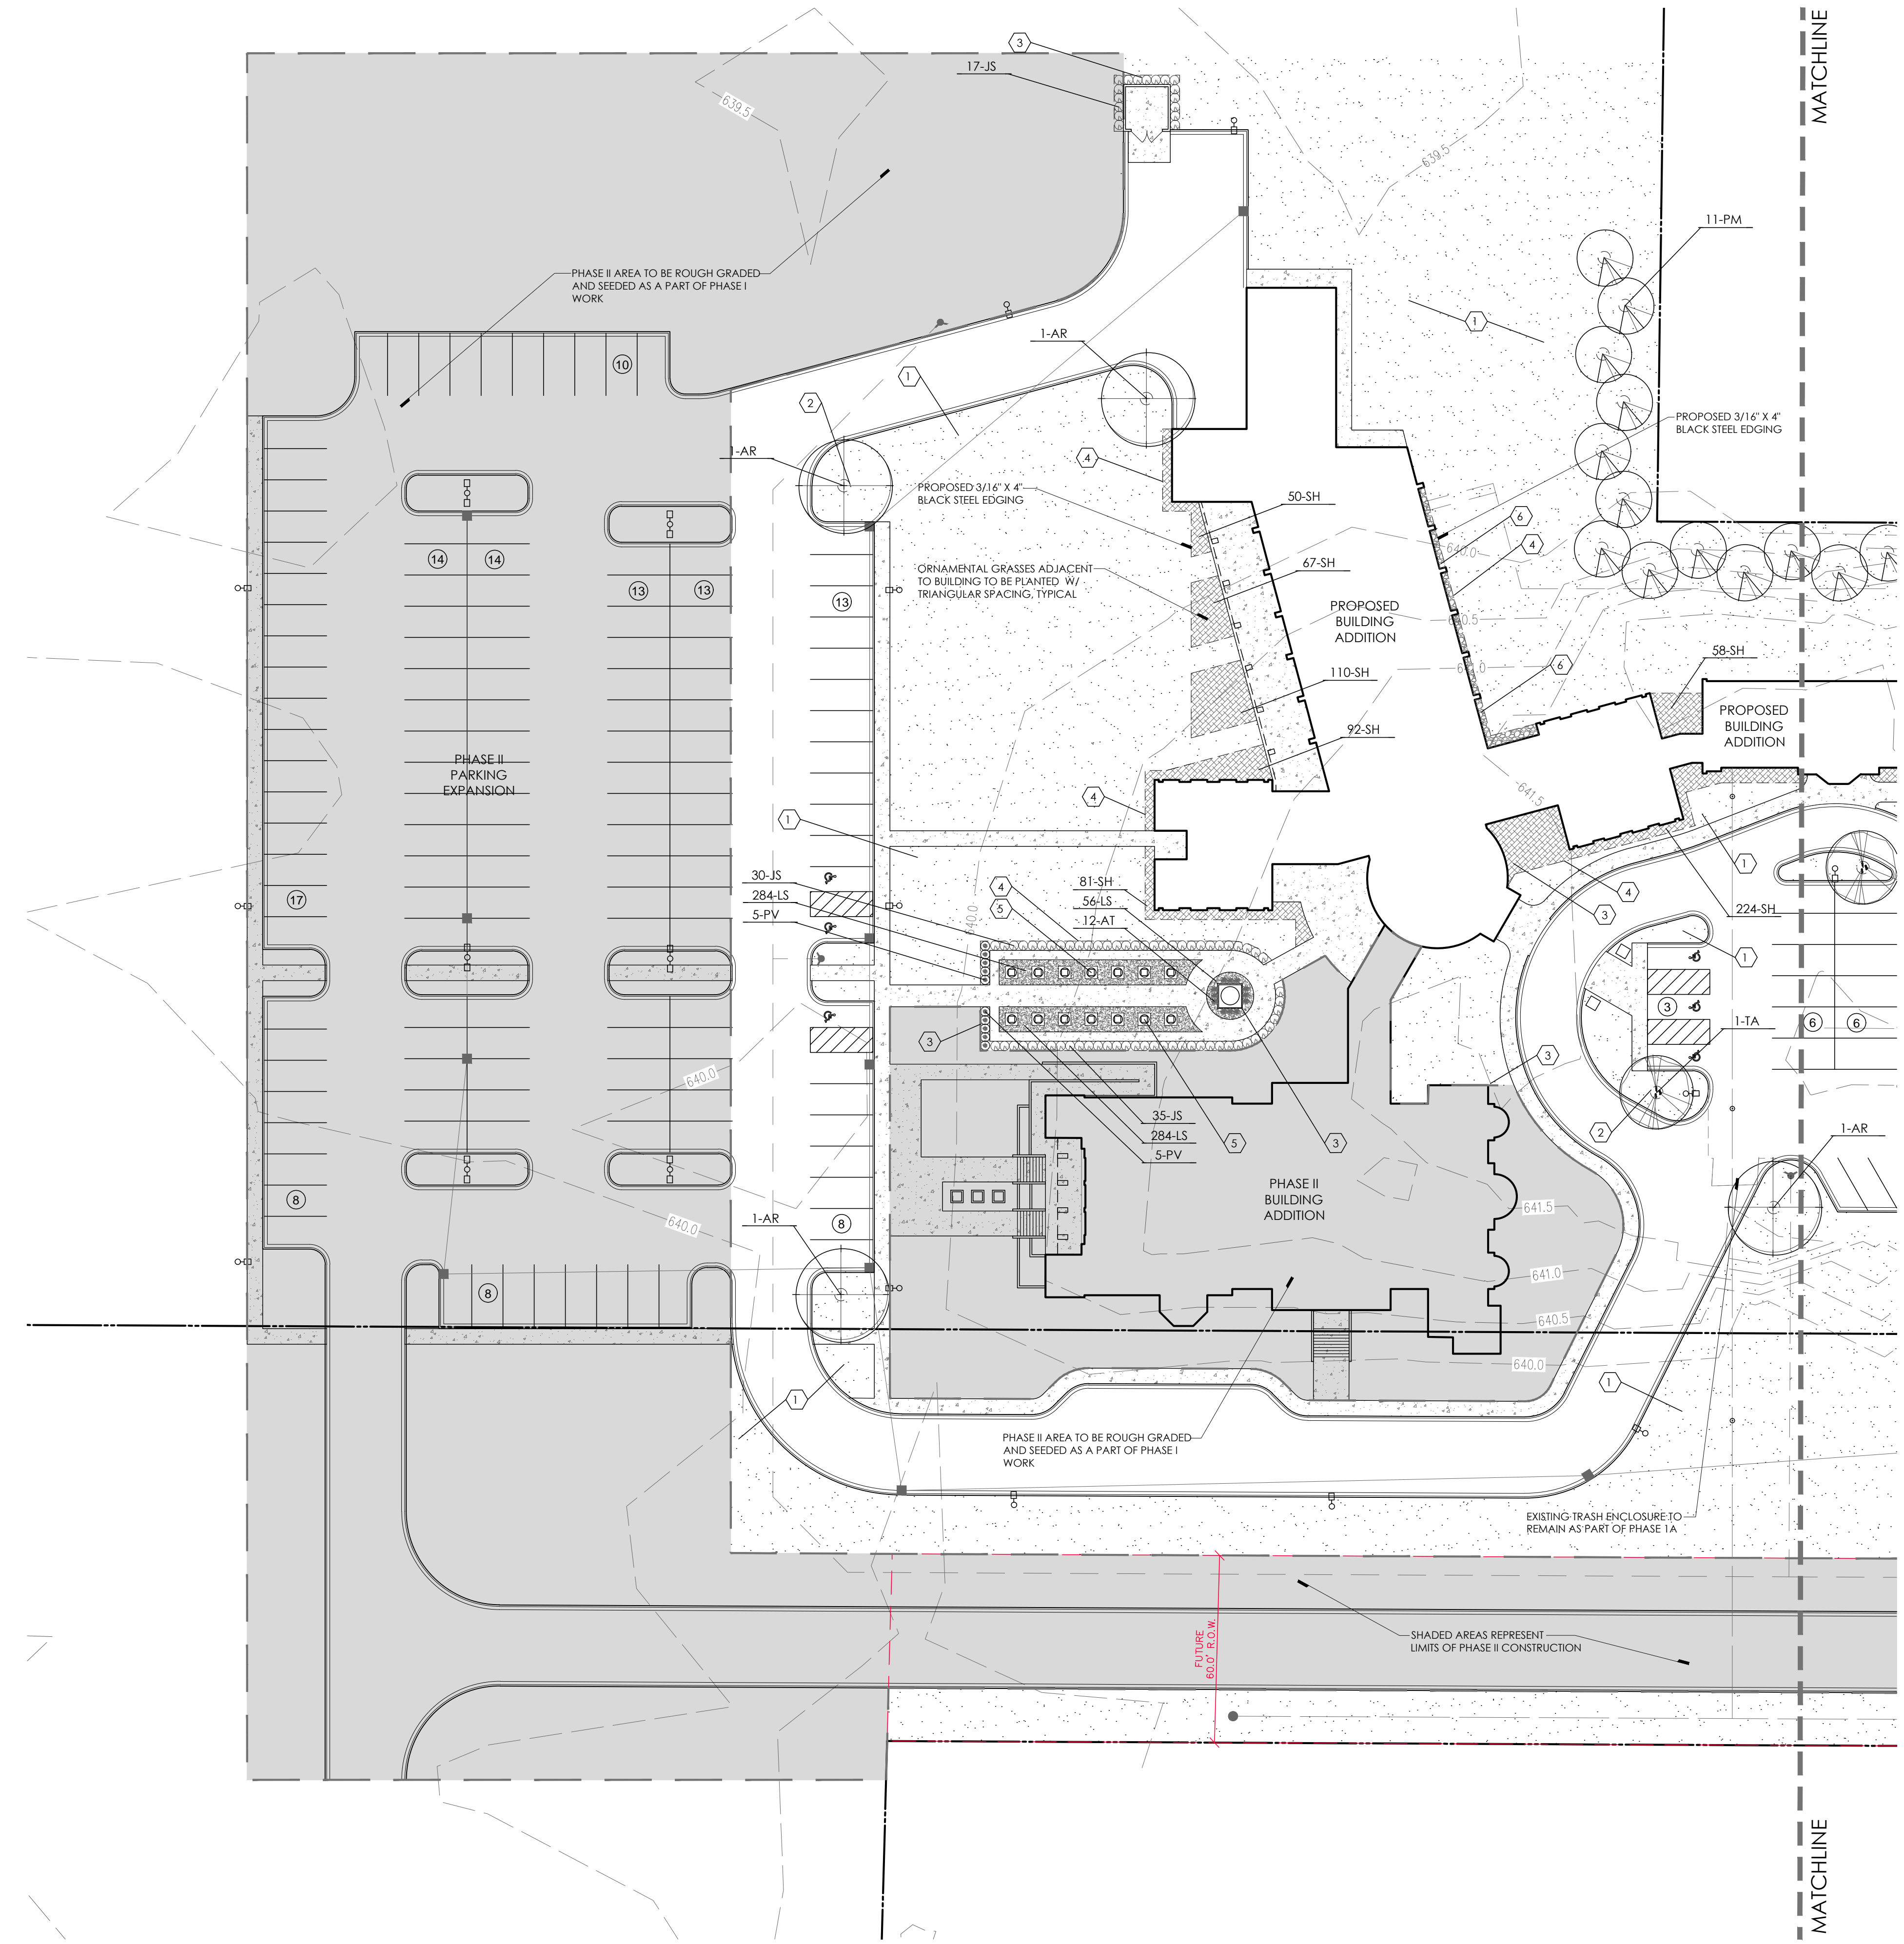 MATCHLINE
3
17-JS
639.5
639.5
11-PM
PHASE II AREA TO BE ROUGH GRADED
AND SEEDED AS A PART OF PHASE I
WORK
1
1-AR
10
1
2
PROPOSED 3/16" X 4"
BLACK STEEL EDGING
1-AR
4
PROPOSED 3/16" X 4"
BLACK STEEL EDGING
50-SH
6
4
640.0
14
14
13
13
13
ORNAMENTAL GRASSES ADJACENT
TO BUILDING TO BE PLANTED W/
TRIANGULAR SPACING, TYPICAL
67-SH
PROPOSED
BUILDING
ADDITION
6
58-SH
110-SH
PROPOSED
BUILDING
ADDITION
92-SH
PHASE II
PARKING
EXPANSION
4
641.5
1
1
30-JS
284-LS
5-PV
4
5
81-SH
56-LS
12-AT
4
3
224-SH
17
640.0
1
3
6
6
1-TA
3
3
2
640.0
35-JS
284-LS
5-PV
5
3
1-AR
PHASE II
BUILDING
ADDITION
8
8
1-AR
640.0
641.5
641.0
8
640.5
640.0
1
1
PHASE II AREA TO BE ROUGH GRADED
AND SEEDED AS A PART OF PHASE I
WORK
EXISTING TRASH ENCLOSURE TO
REMAIN AS PART OF PHASE 1A
FUTURE
60.0' R.O.W.
SHADED AREAS REPRESENT
LIMITS OF PHASE II CONSTRUCTION
MATCHLINE